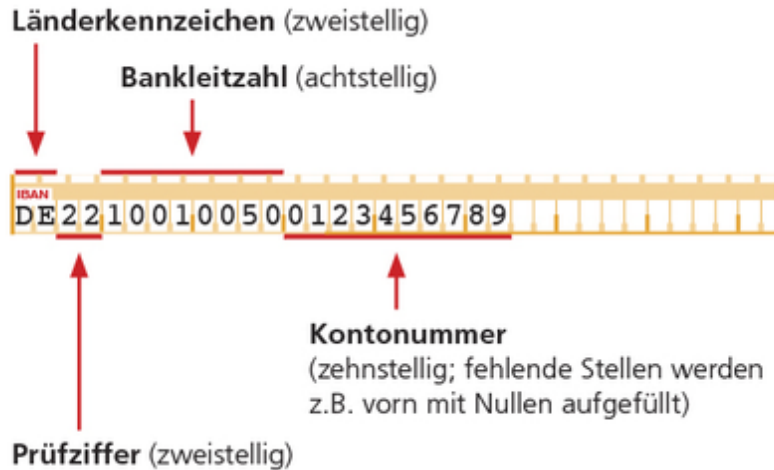 Länderkennzeichen (zweistellig)
Bankleitzahl (achtstellig)
IBAN
DE22100100500123456789
Kontonummer
(zehnstellig; fehlende Stellen werden
z.B. vorn mit Nullen aufgefüllt)
Prüfziffer (zweistellig)